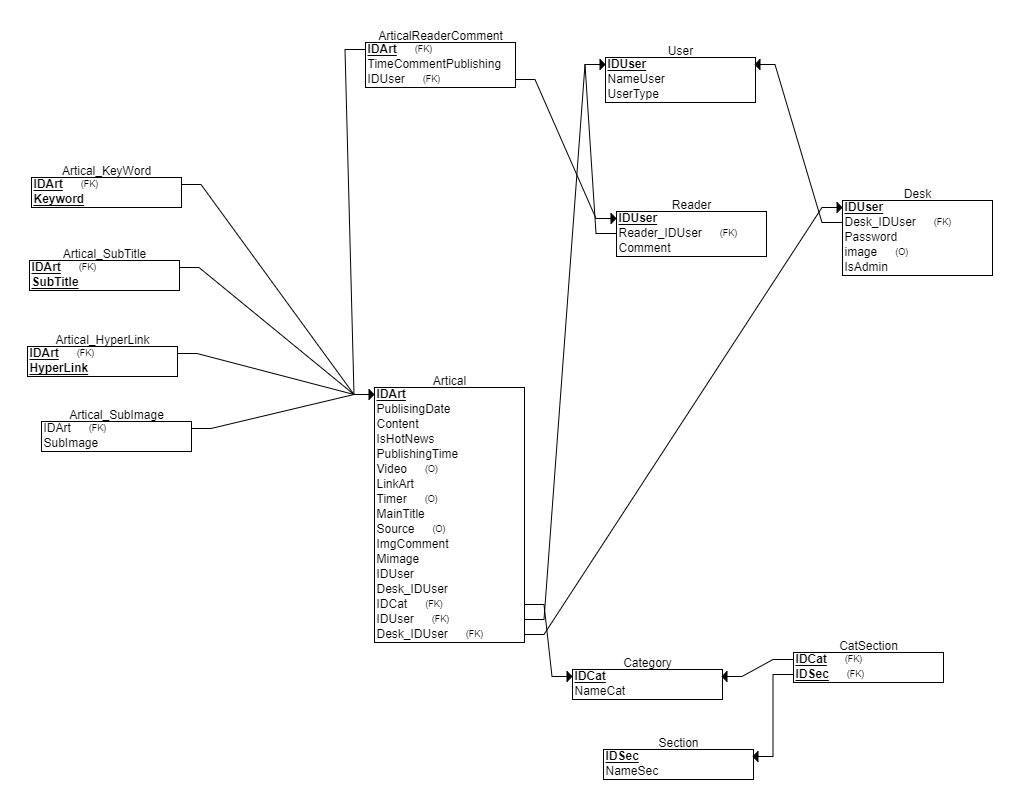 ArticalReaderComment
IDArt (FK)
TimeCommentPublishing
IDUser (FK)
User
IDUser
NameUser
UserType
Artical_KeyWord
IDArt (FK)
Keyword
Reader
IDUser
Reader_IDUser (FK)
Comment
Desk
IDUser
Desk_IDUser (FK)
Password
image (O)
IsAdmin
Artical_SubTitle
IDArt (FK)
SubTitle
Artical_HyperLink
IDArt (FK)
HyperLink
Artical_SubImage
IDArt (FK)
SubImage
Artical
IDArt
PublisingDate
Content
IsHotNews
PublishingTime
Video (O)
LinkArt
Timer (O)
MainTitle
Source (O)
ImgComment
Mimage
IDUser
Desk_IDUser
IDCat (FK)
IDUser (FK)
Desk_IDUser (FK)
Category
IDCat
NameCat
CatSection
IDCat (FK)
IDSec (FK)
Section
IDSec
NameSec